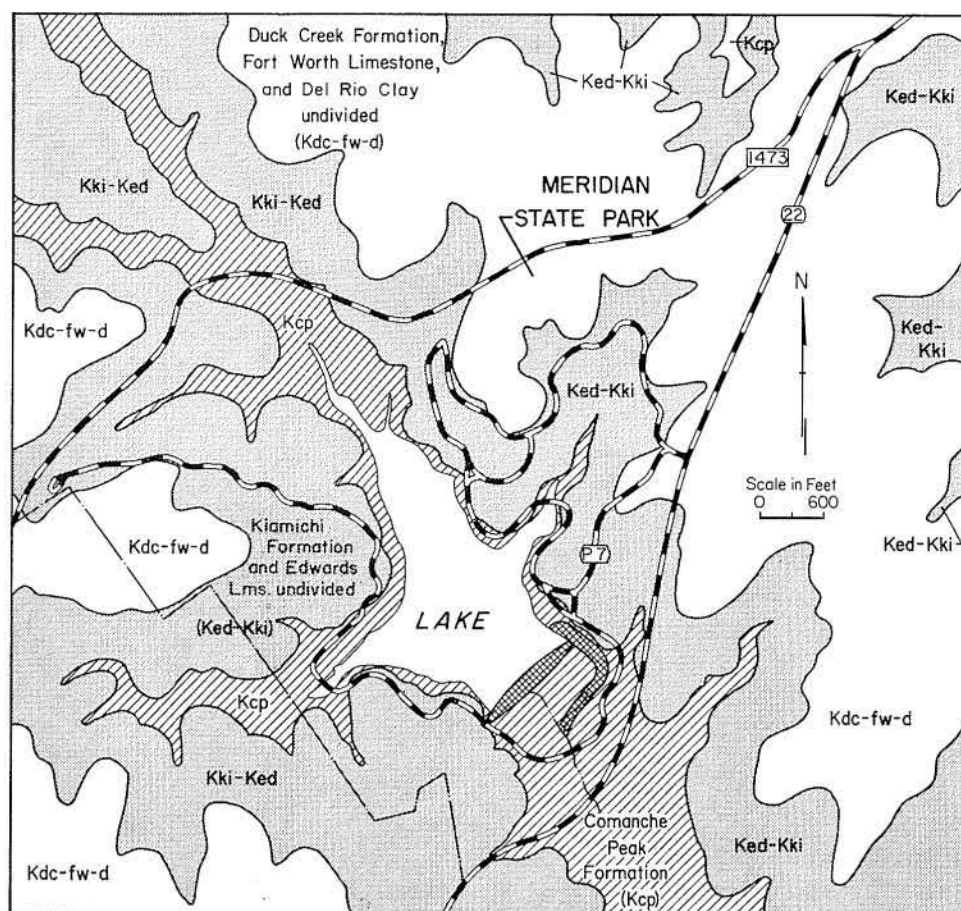 Duck Creek Formation,
Fort Worth Limestone,
and Del Rio Clay
undivided
(Kdc-fw-d)
Ked-Kki
Kcp
Ked-Kki
1473
Kki-Ked
Kki-Ked
MERIDIAN
STATE PARK
22
N
Kdc-fw-d
Kcp
Ked-
Kki
Ked-Kki
Scale in Feet
0 600
Kdc-fw-d
Kiamichi
Formation
and Edwards
Lms. undivided
(Ked-Kki)
P7
Ked-Kki
LAKE
Kcp
Kdc-fw-d
Kki-Ked
Comanche
Peak
Formation
(Kcp)
Ked-Kki
Kdc-fw-d